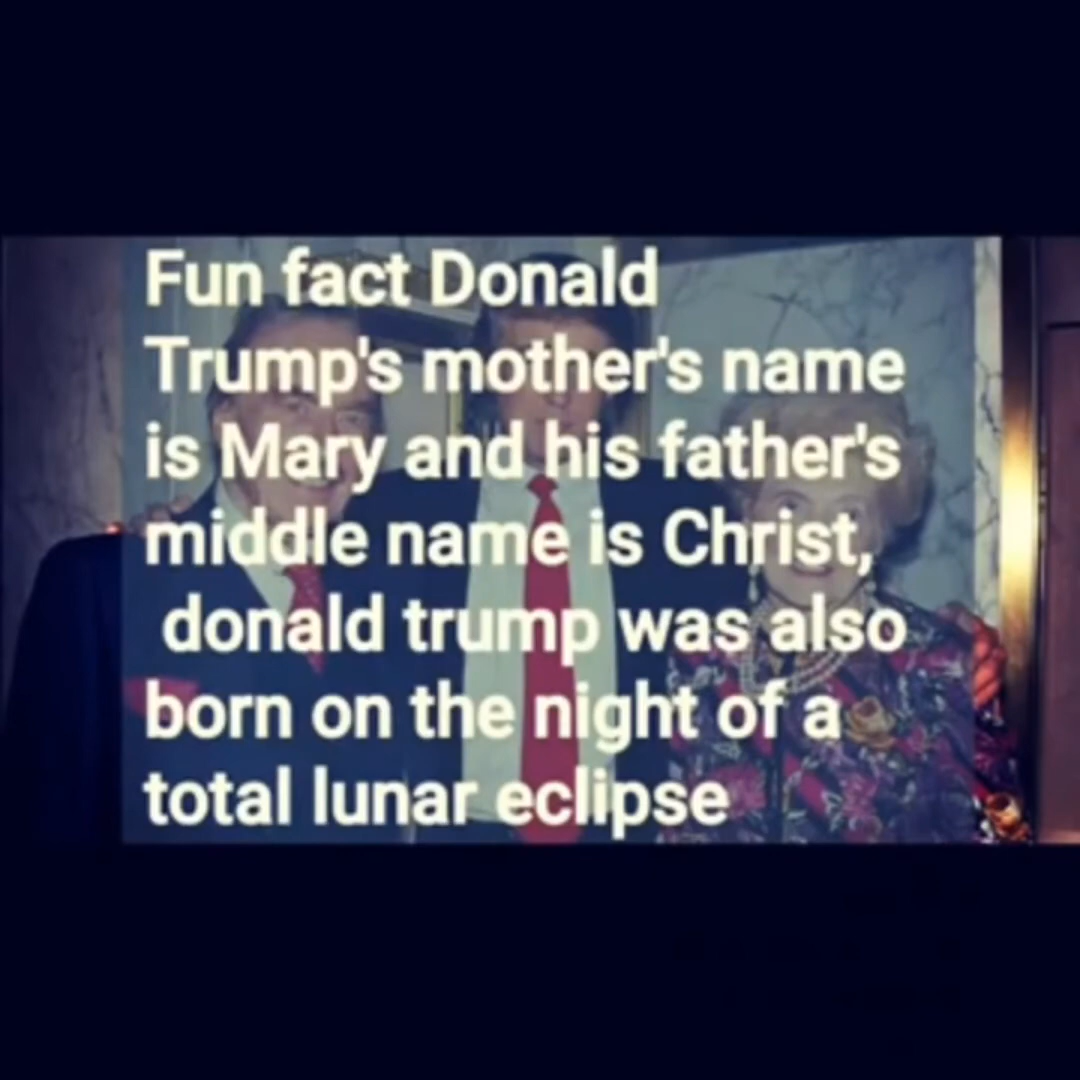 Fun fact Donald
Trump's mother's name
is Mary and his father's
middle name is Christ,
donald trump was also
born on the night of a
total lunar eclipse